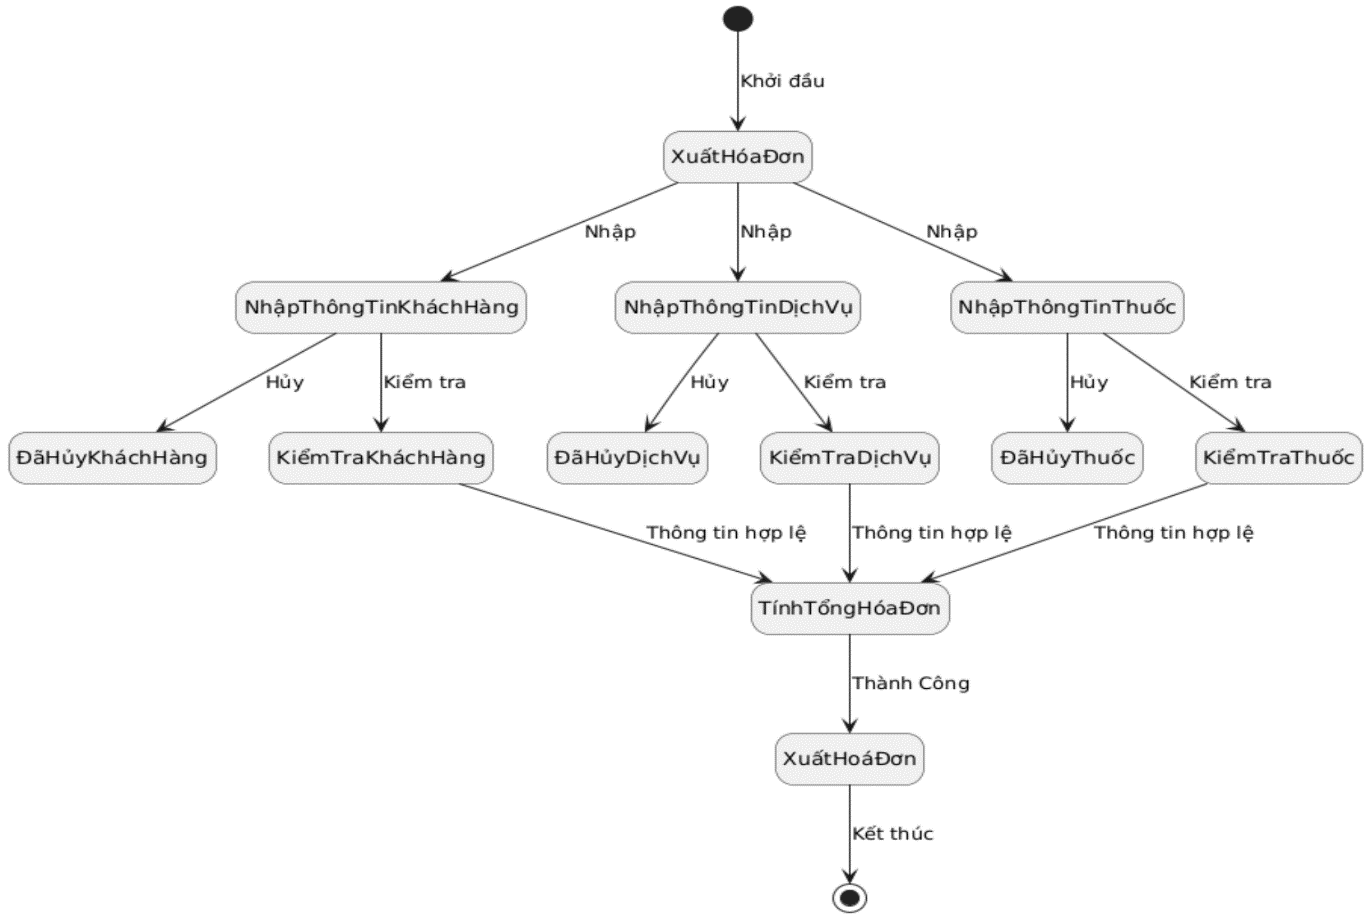 Khởi đầu
XuấtHóaĐơn
Nhập
Nhập
Nhập
NhậpThôngTinKháchHàng
NhậpThôngTinDịchVụ
NhậpThôngTinThuốc
Hủy
Kiểm tra
Hủy
Kiểm tra
Hủy
Kiểm tra
ĐãHủyKháchHàng
KiểmTraKháchHàng
ĐãHủyDịchVụ
KiểmTraDịchVụ
ĐãHủyThuốc
KiểmTraThuốc
Thông tin hợp lệ
Thông tin hợp lệ
Thông tin hợp lệ
TínhTổngHóaĐơn
Thành Công
XuấtHoáĐơn
Kết thúc